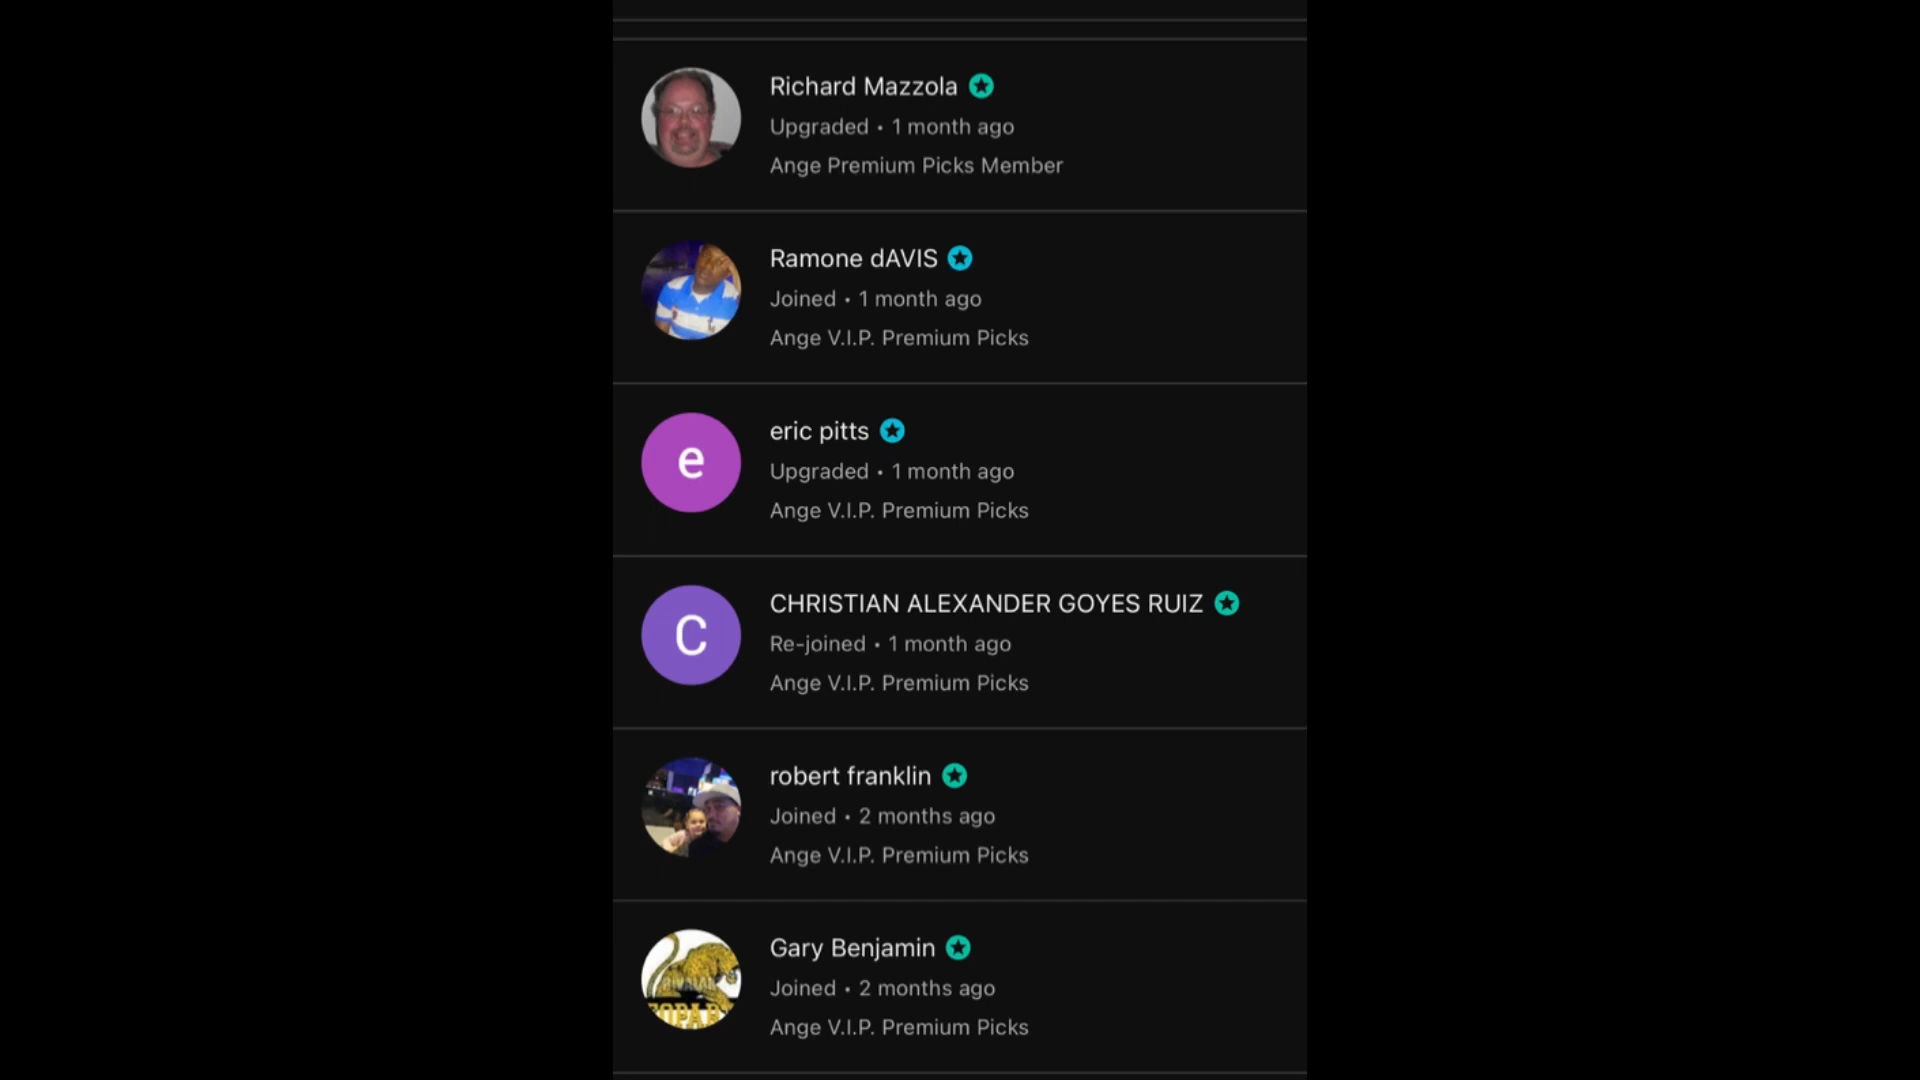 Richard Mazzola
Upgraded • 1 month ago
Ange Premium Picks Member
Ramone dAVIS
Joined • 1 month ago
Ange V.I.P. Premium Picks
e
eric pitts
Upgraded • 1 month ago
Ange V.I.P. Premium Picks
C
CHRISTIAN ALEXANDER GOYES RUIZ
Re-joined • 1 month ago
Ange V.I.P. Premium Picks
robert franklin
Joined • 2 months ago
Ange V.I.P. Premium Picks
Gary Benjamin
Joined • 2 months ago
Ange V.I.P. Premium Picks